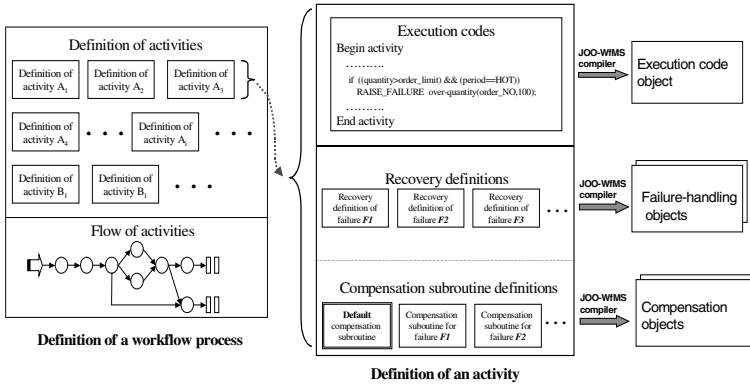 Definition of activities
Definition of activity A1
Definition of activity A2
Definition of activity A3
Definition of activity A4
. . .
Definition of activity Ai
. . .
Definition of activity B1
Definition of activity B1
. . .
Flow of activities
Definition of a workflow process
Execution codes
Begin activity
……….
if ((quantity>order_limit) && (period==HOT))
RAISE_FAILURE over-quantity(order_NO,100);
……….
End activity
Recovery definitions
Recovery definition of failure F1
Recovery definition of failure F2
Recovery definition of failure F3
. . .
Compensation subroutine definitions
Default compensation subroutine
Compensation suboutine for failure F1
Compensation suboutine for failure F2
. . .
Definition of an activity
JOO-WfMS compiler
Execution code object
JOO-WfMS compiler
Failure-handling objects
JOO-WfMS compiler
Compensation objects